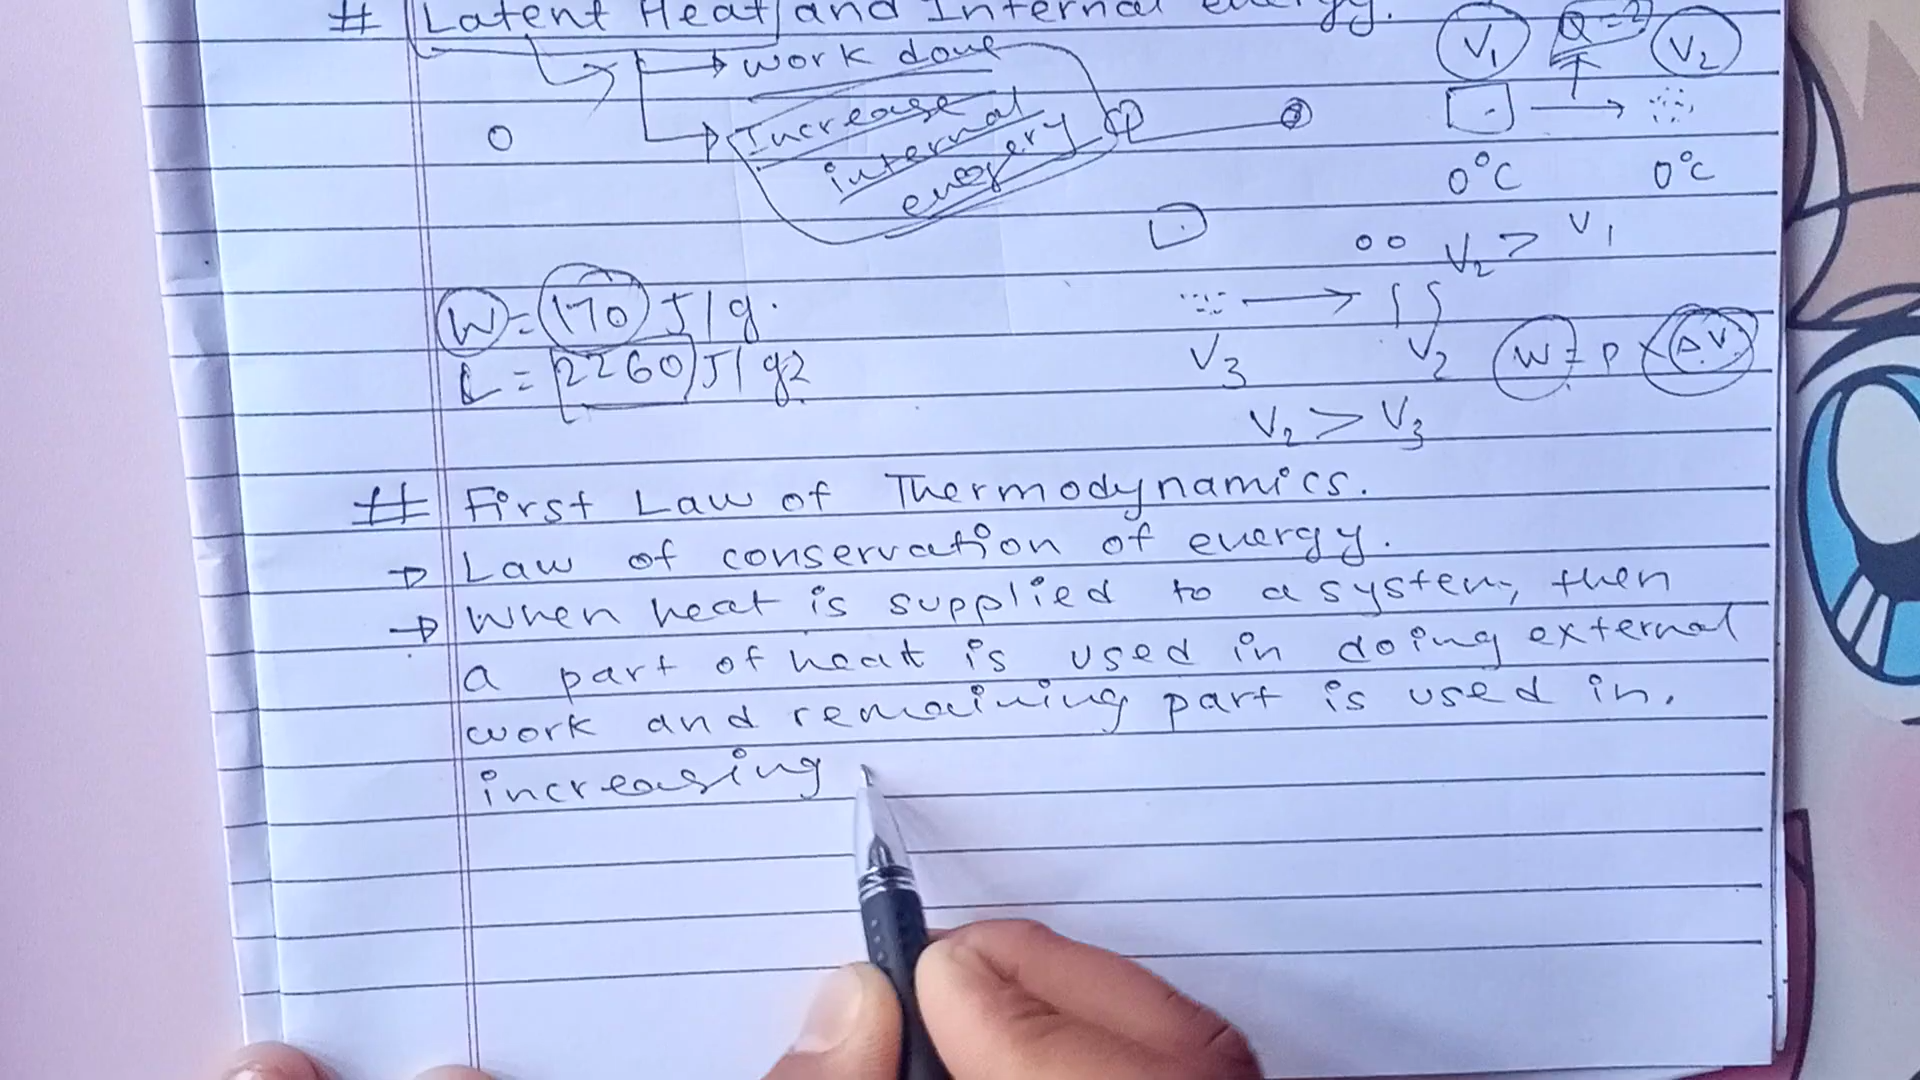 # Latent Heat and Internal energy.
V1 Q=? V2
work done
Increase
internal
energery
0°C 0°C
V2 > V1
W = 170 J/g.
L = 2260 J/g
V3 V2 W = P × ΔV
V2 > V3
# First Law of Thermodynamics.
→ Law of conservation of energy.
→ When heat is supplied to a system, then
a part of heat is used in doing external
work and remaining part is used in.
increasing